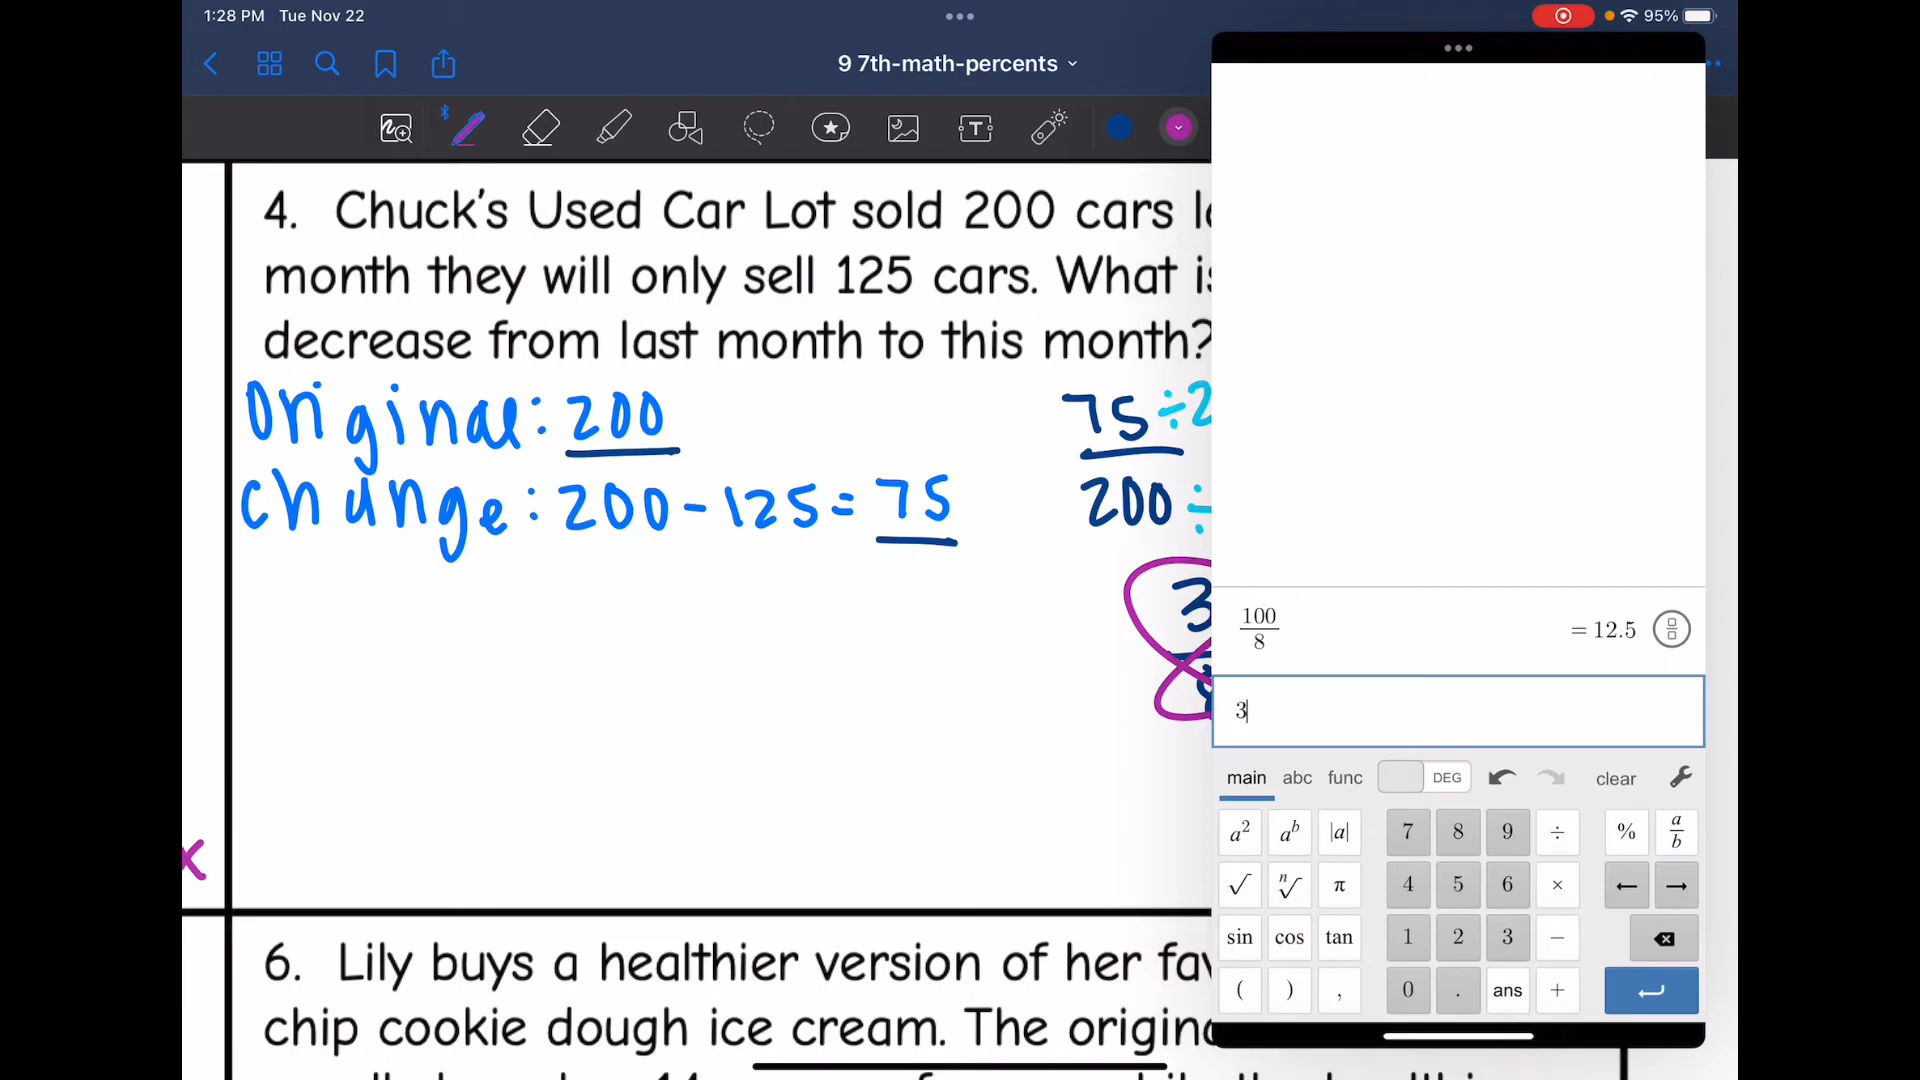 1:28 PM Tue Nov 22
95%
9 7th-math-percents
4. Chuck's Used Car Lot sold 200 cars
month they will only sell 125 cars. What
decrease from last month to this month?
Original: 200
change: 200-125=75
75 ÷2
200 ÷
3
x
6. Lily buys a healthier version of her
chip cookie dough ice cream. The
100/8 = 12.5
3
main abc func DEG clear
a² aᵇ |a| 7 8 9 ÷ % a/b
√ ⁿ√ π 4 5 6 × ← →
sin cos tan 1 2 3 −
( ) , 0 . ans +